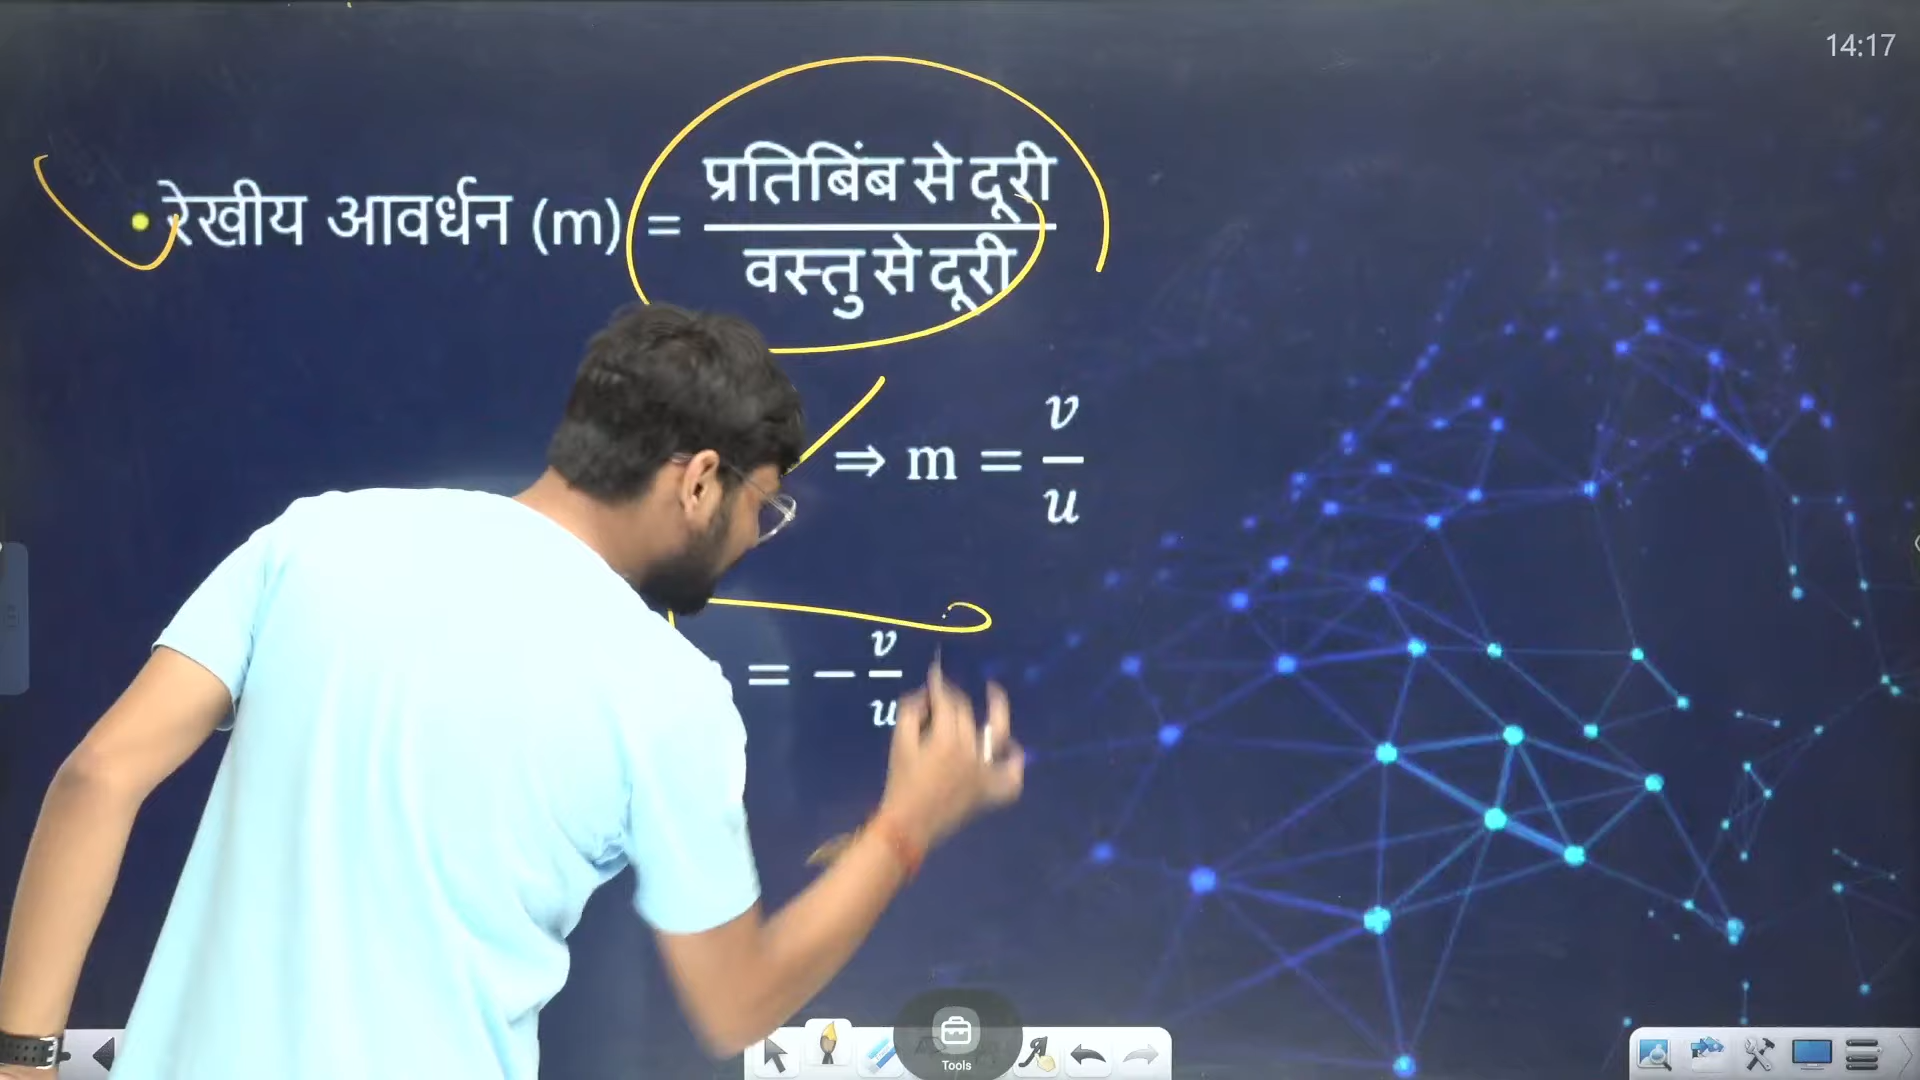 14:17
रेखीय आवर्धन (m) = प्रतिबिंब से दूरी / वस्तु से दूरी
⇒ m = v / u
= − v / u
Tools